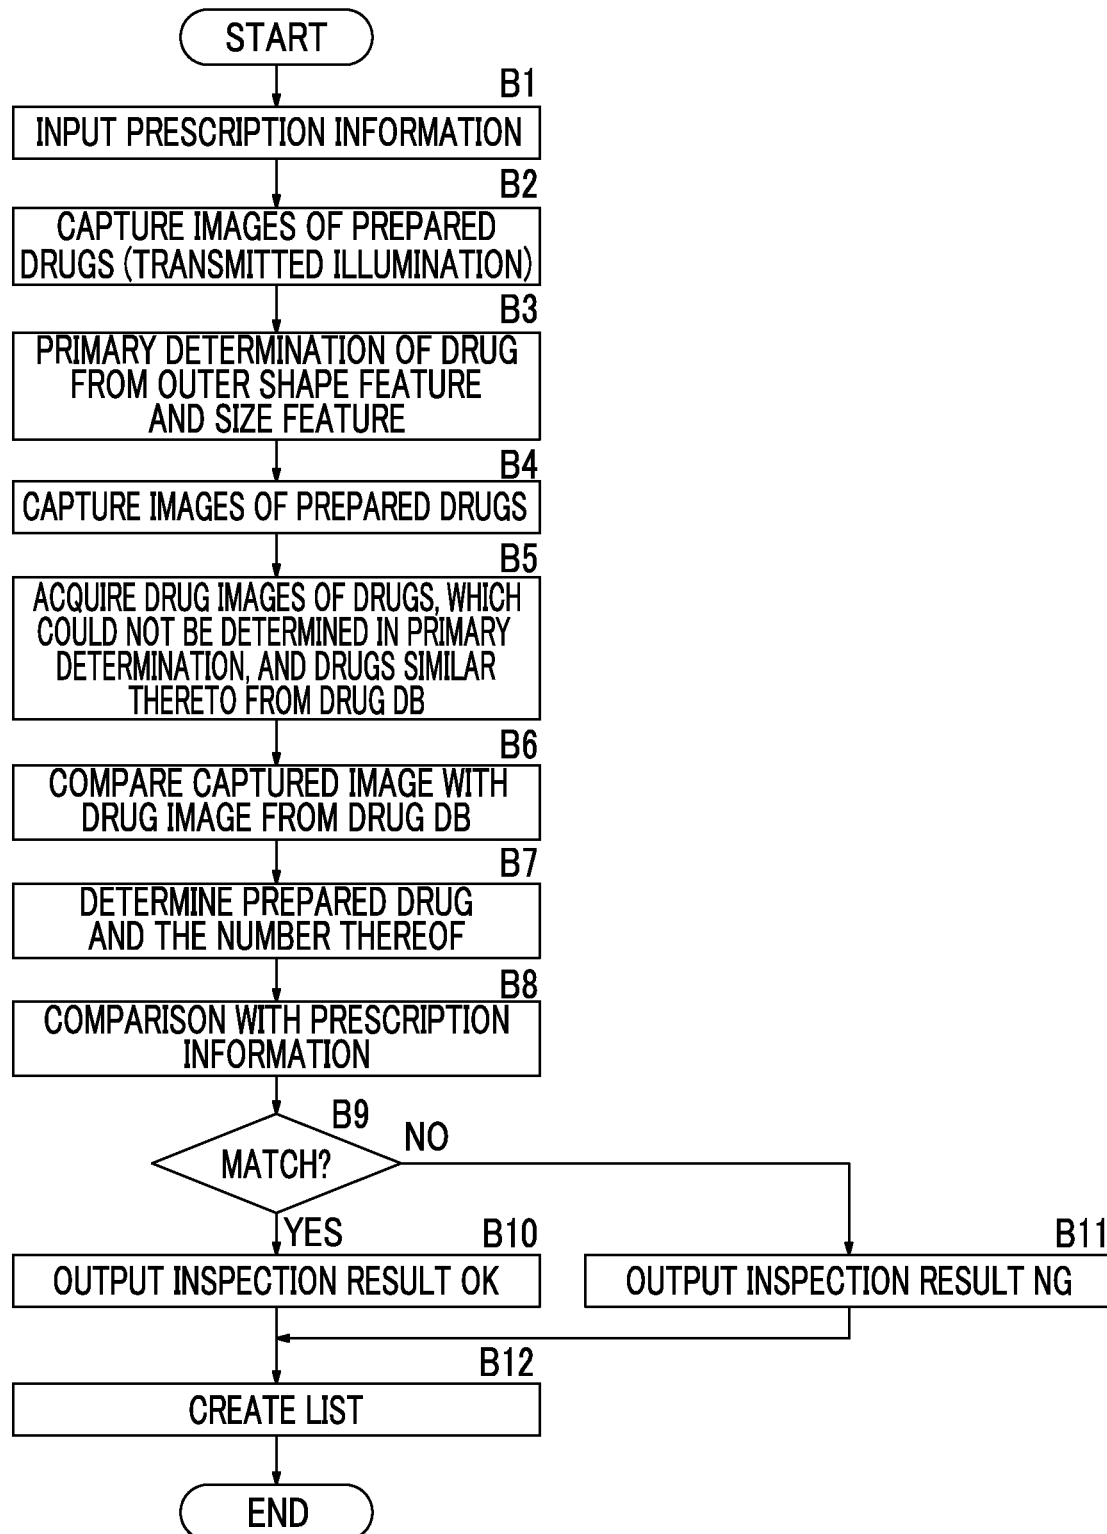 START
B1
INPUT PRESCRIPTION INFORMATION
B2
CAPTURE IMAGES OF PREPARED
DRUGS (TRANSMITTED ILLUMINATION)
B3
PRIMARY DETERMINATION OF DRUG
FROM OUTER SHAPE FEATURE
AND SIZE FEATURE
B4
CAPTURE IMAGES OF PREPARED DRUGS
B5
ACQUIRE DRUG IMAGES OF DRUGS, WHICH
COULD NOT BE DETERMINED IN PRIMARY
DETERMINATION, AND DRUGS SIMILAR
THERETO FROM DRUG DB
B6
COMPARE CAPTURED IMAGE WITH
DRUG IMAGE FROM DRUG DB
B7
DETERMINE PREPARED DRUG
AND THE NUMBER THEREOF
B8
COMPARISON WITH PRESCRIPTION
INFORMATION
B9
MATCH?
NO
YES
B10
OUTPUT INSPECTION RESULT OK
B11
OUTPUT INSPECTION RESULT NG
B12
CREATE LIST
END